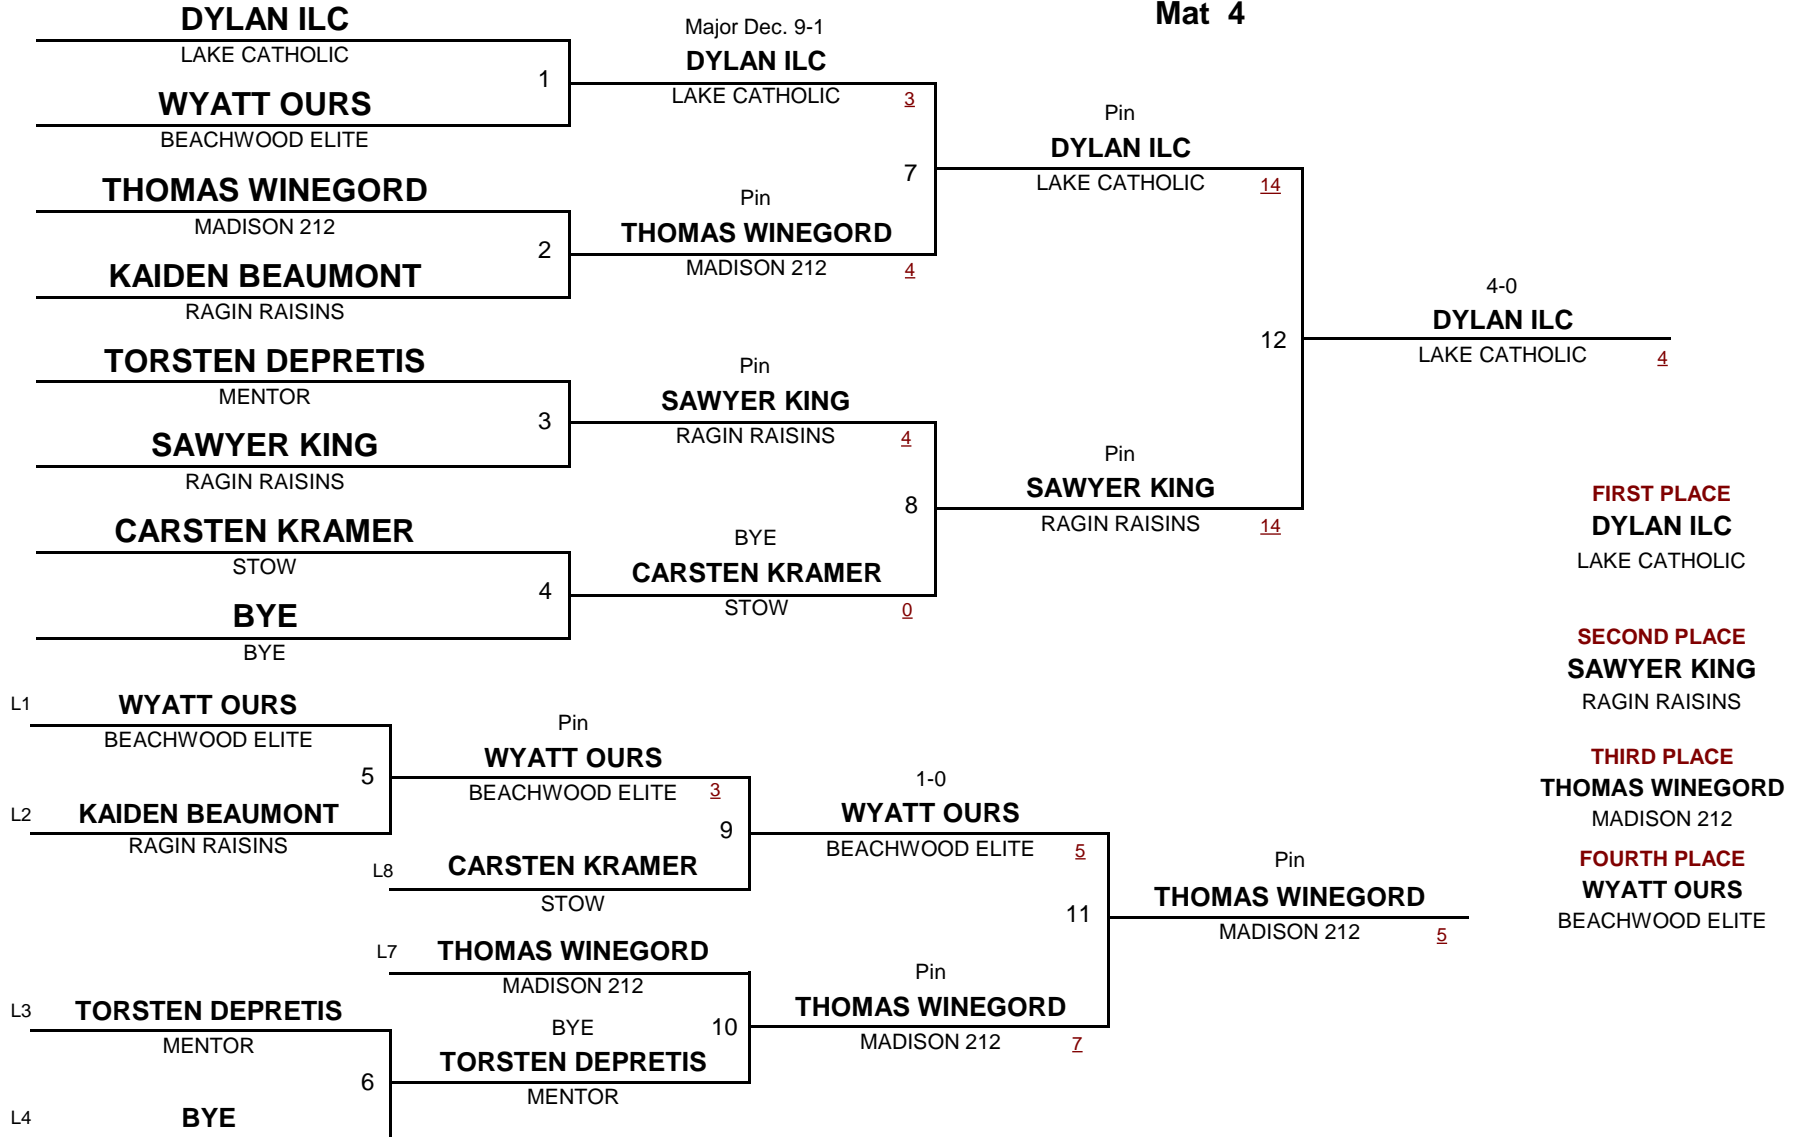 Mat 4
DYLAN ILC
LAKE CATHOLIC
1
WYATT OURS
BEACHWOOD ELITE
THOMAS WINEGORD
MADISON 212
2
KAIDEN BEAUMONT
RAGIN RAISINS
TORSTEN DEPRETIS
MENTOR
3
SAWYER KING
RAGIN RAISINS
CARSTEN KRAMER
STOW
4
BYE
BYE
Major Dec. 9-1
DYLAN ILC
LAKE CATHOLIC 3
7
Pin
THOMAS WINEGORD
MADISON 212 4
Pin
SAWYER KING
RAGIN RAISINS 4
8
BYE
CARSTEN KRAMER
STOW 0
Pin
DYLAN ILC
LAKE CATHOLIC 14
12
Pin
SAWYER KING
RAGIN RAISINS 14
4-0
DYLAN ILC
LAKE CATHOLIC 4
FIRST PLACE
DYLAN ILC
LAKE CATHOLIC
SECOND PLACE
SAWYER KING
RAGIN RAISINS
THIRD PLACE
THOMAS WINEGORD
MADISON 212
FOURTH PLACE
WYATT OURS
BEACHWOOD ELITE
L1 WYATT OURS
BEACHWOOD ELITE
5
L2 KAIDEN BEAUMONT
RAGIN RAISINS
L3 TORSTEN DEPRETIS
MENTOR
6
L4 BYE
Pin
WYATT OURS
BEACHWOOD ELITE 3
9
L8 CARSTEN KRAMER
STOW
L7 THOMAS WINEGORD
MADISON 212
BYE 10
TORSTEN DEPRETIS
MENTOR
1-0
WYATT OURS
BEACHWOOD ELITE 5
11
Pin
THOMAS WINEGORD
MADISON 212 7
Pin
THOMAS WINEGORD
MADISON 212 5